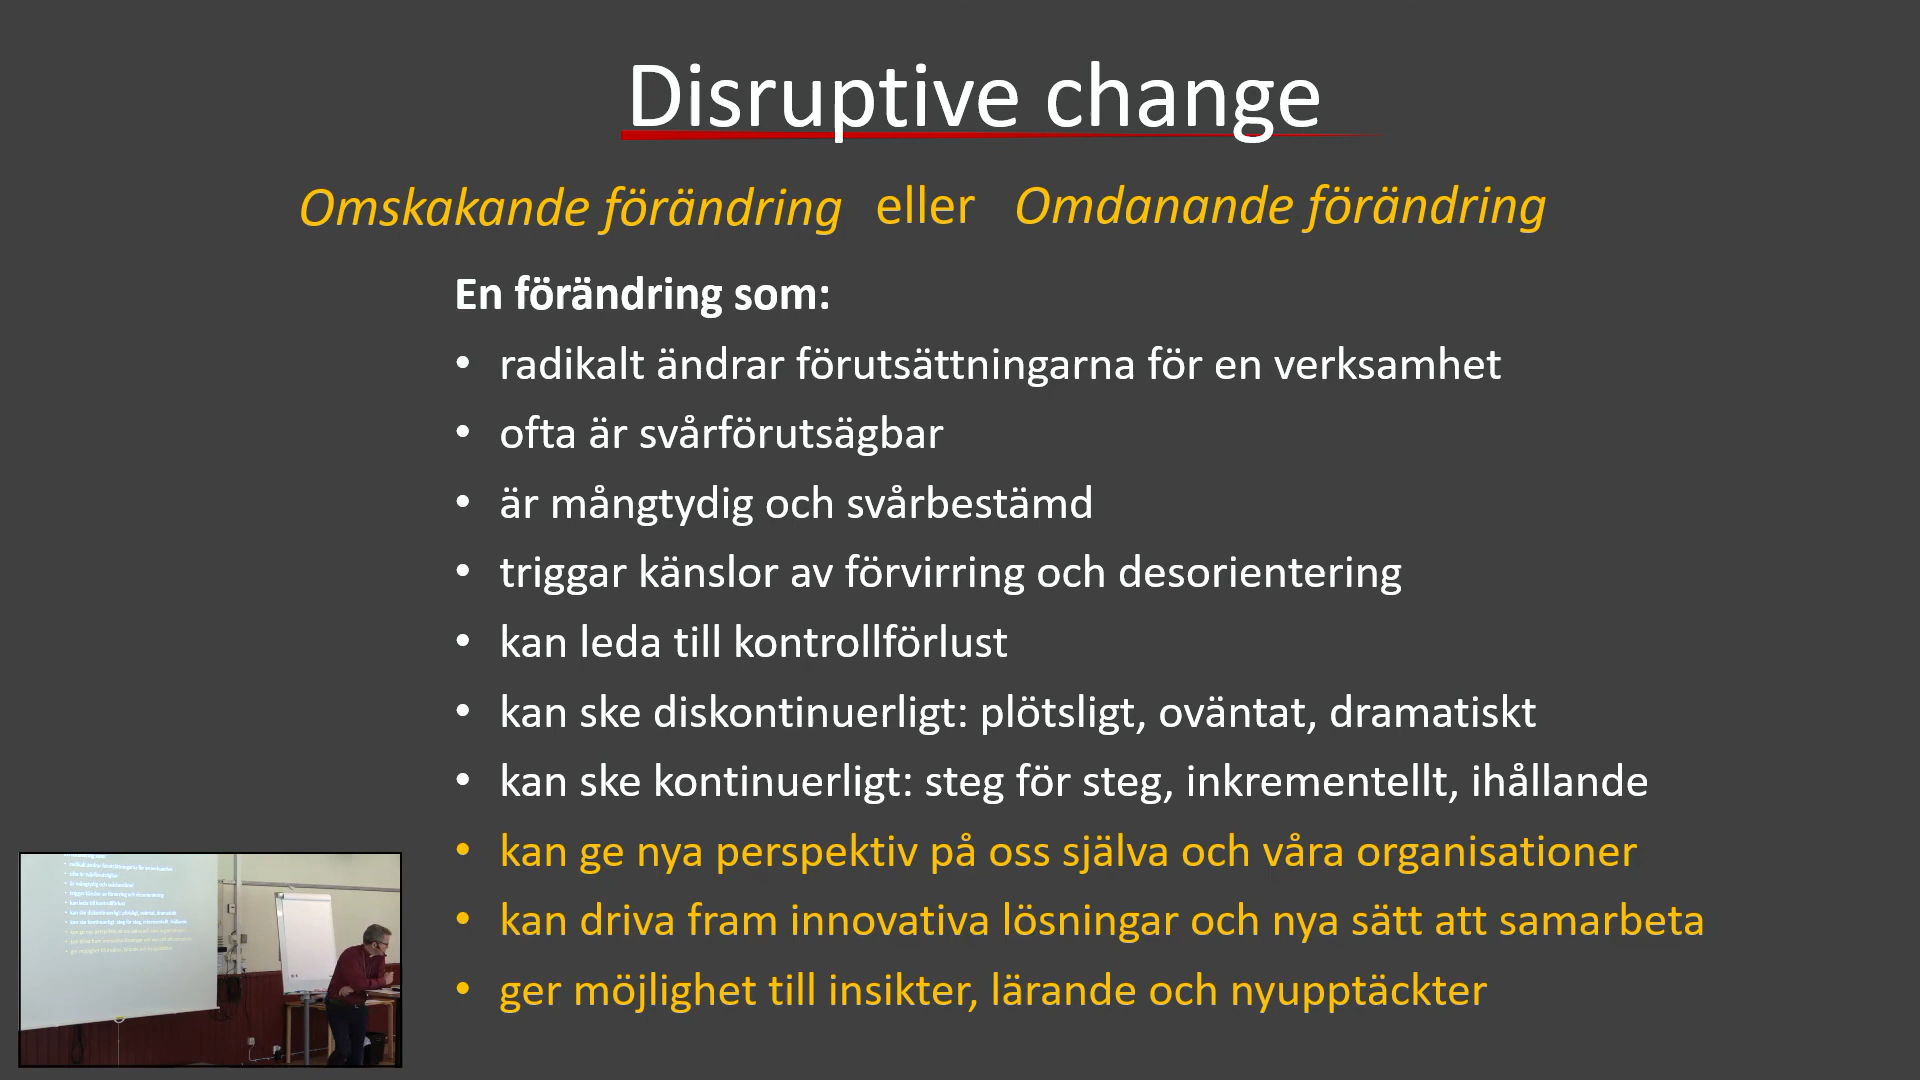 Disruptive change
Omskakande förändring eller Omdanande förändring
En förändring som:
• radikalt ändrar förutsättningarna för en verksamhet
• ofta är svårförutsägbar
• är mångtydig och svårbestämd
• triggar känslor av förvirring och desorientering
• kan leda till kontrollförlust
• kan ske diskontinuerligt: plötsligt, oväntat, dramatiskt
• kan ske kontinuerligt: steg för steg, inkrementellt, ihållande
• kan ge nya perspektiv på oss själva och våra organisationer
• kan driva fram innovativa lösningar och nya sätt att samarbeta
• ger möjlighet till insikter, lärande och nyupptäckter